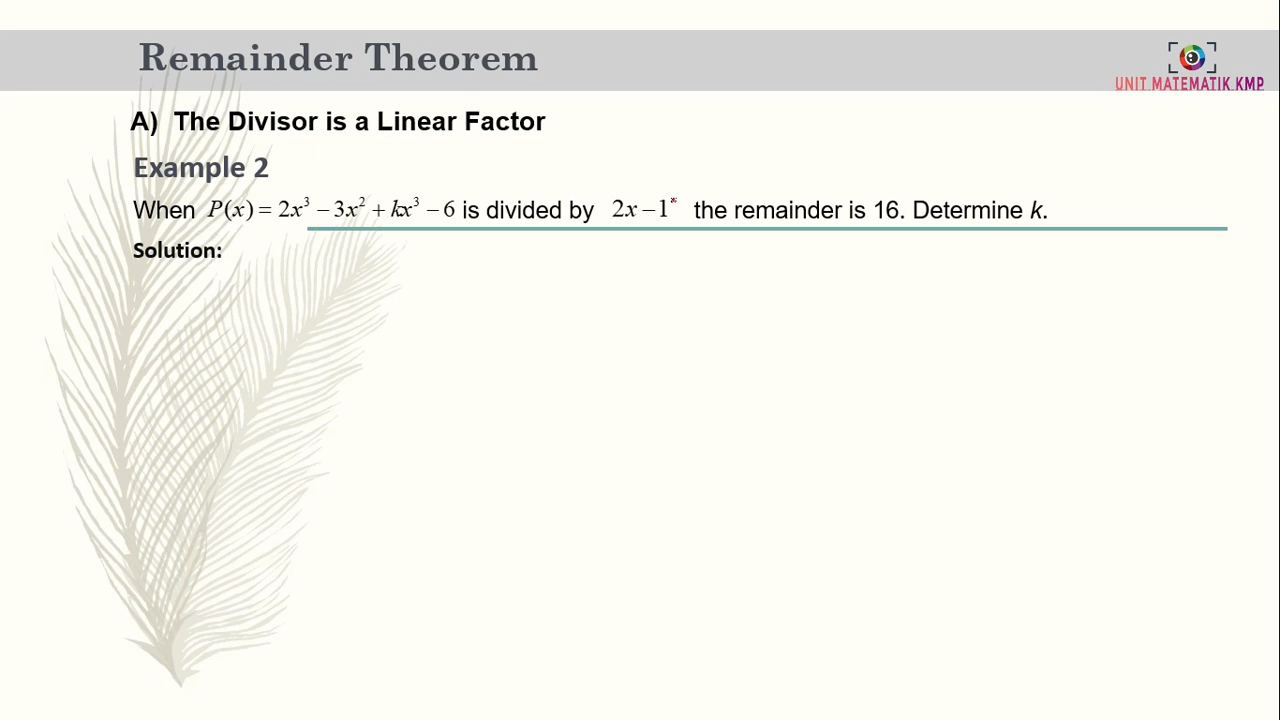 Remainder Theorem
UNIT MATEMATIK KMP
A) The Divisor is a Linear Factor
Example 2
When P(x) = 2x³ − 3x² + kx³ − 6 is divided by 2x − 1 the remainder is 16. Determine k.
Solution: